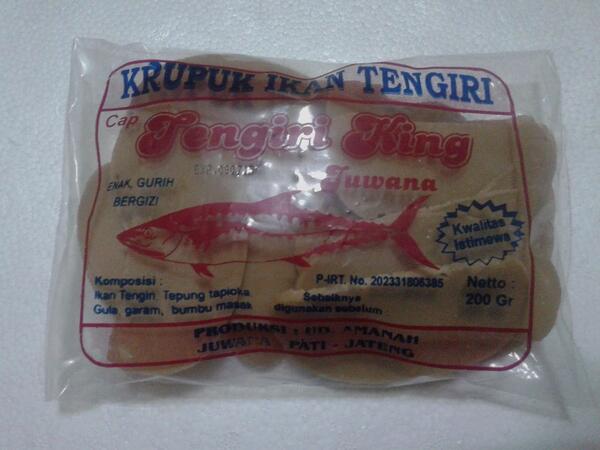 KRUPUK IKAN TENGIRI
Cap
Tengiri King
Juwana
ENAK, GURIH
BERGIZI
Kwalitas
Istimewa
Komposisi :
Ikan Tengiri, Tepung tapioka
Gula, garam, bumbu masak
P-IRT. No. 202331806385
Sebaiknya
digunakan sebelum
Netto :
200 Gr
PRODUKSI : UD. AMANAH
JUWANA - PATI - JATENG